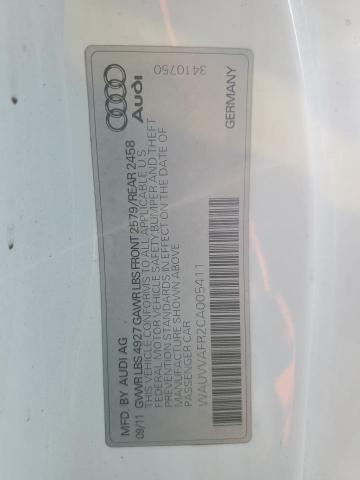 MFD. BY AUDI AG
09/11 GVWR LBS 4927 GAWR LBS FRONT 2579/REAR 2458
THIS VEHICLE CONFORMS TO ALL APPLICABLE U.S.
FEDERAL MOTOR VEHICLE SAFETY, BUMPER AND THEFT
PREVENTION STANDARDS IN EFFECT ON THE DATE OF
MANUFACTURE SHOWN ABOVE
PASSENGER CAR
WAUVVAFR2CA005411
Audi
3410750
GERMANY